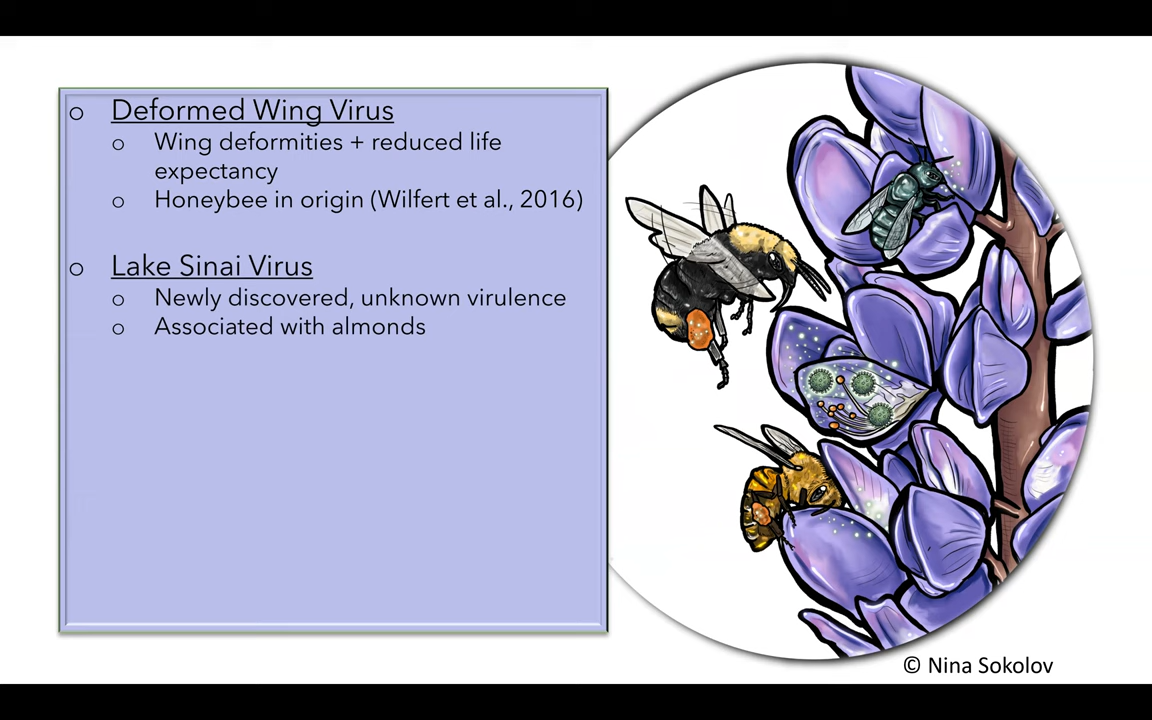 o Deformed Wing Virus
o Wing deformities + reduced life
expectancy
o Honeybee in origin (Wilfert et al., 2016)
o Lake Sinai Virus
o Newly discovered, unknown virulence
o Associated with almonds
© Nina Sokolov